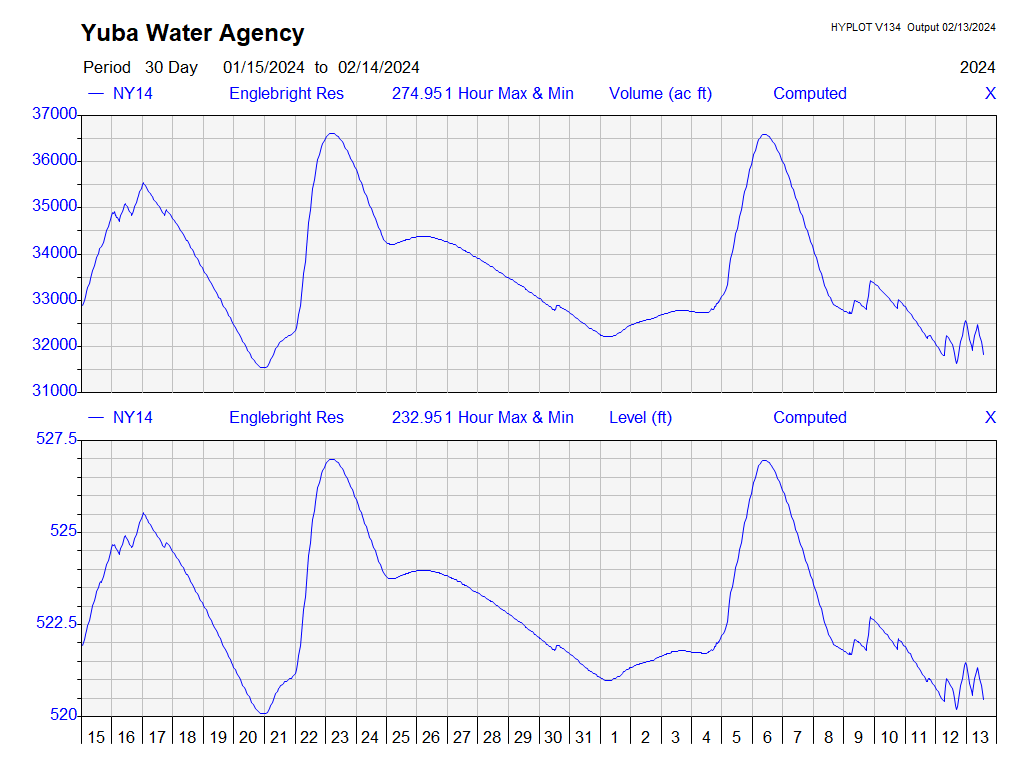 Yuba Water Agency
HYPLOT V134 Output 02/13/2024
Period 30 Day 01/15/2024 to 02/14/2024
2024
NY14 Englebright Res 274.951 Hour Max & Min Volume (ac ft) Computed X
37000
36000
35000
34000
33000
32000
31000
NY14 Englebright Res 232.951 Hour Max & Min Level (ft) Computed X
527.5
525
522.5
520
15 16 17 18 19 20 21 22 23 24 25 26 27 28 29 30 31 1 2 3 4 5 6 7 8 9 10 11 12 13